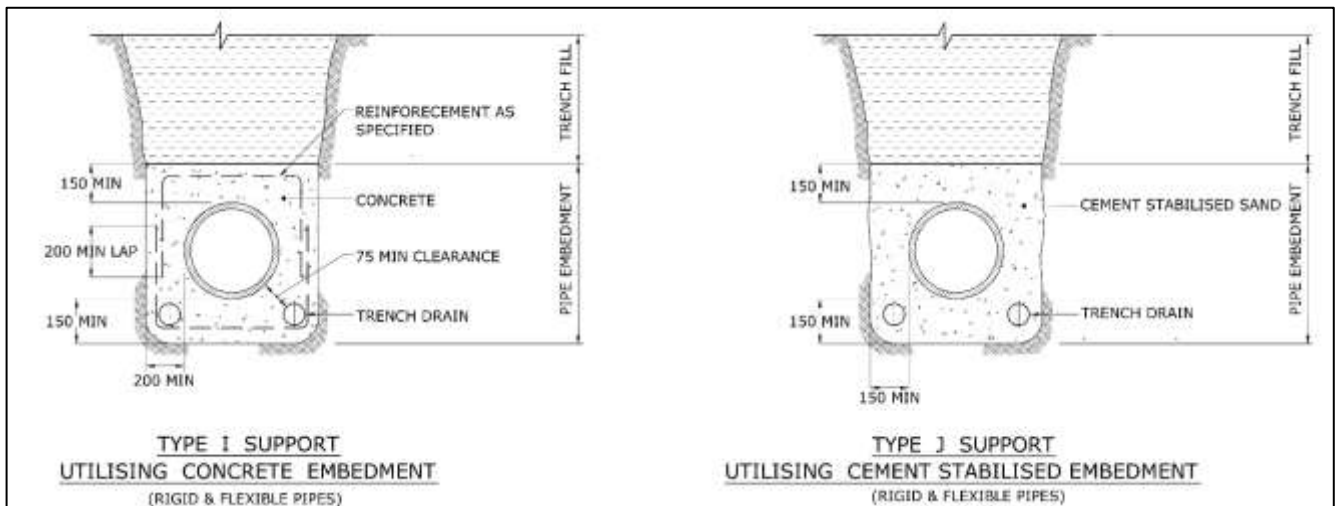 TRENCH FILL
REINFORECEMENT AS
SPECIFIED
150 MIN
CONCRETE
200 MIN LAP
75 MIN CLEARANCE
PIPE EMBEDMENT
150 MIN
TRENCH DRAIN
200 MIN
TYPE I SUPPORT
UTILISING CONCRETE EMBEDMENT
(RIGID & FLEXIBLE PIPES)
TRENCH FILL
150 MIN
CEMENT STABILISED SAND
PIPE EMBEDMENT
150 MIN
TRENCH DRAIN
150 MIN
TYPE J SUPPORT
UTILISING CEMENT STABILISED EMBEDMENT
(RIGID & FLEXIBLE PIPES)